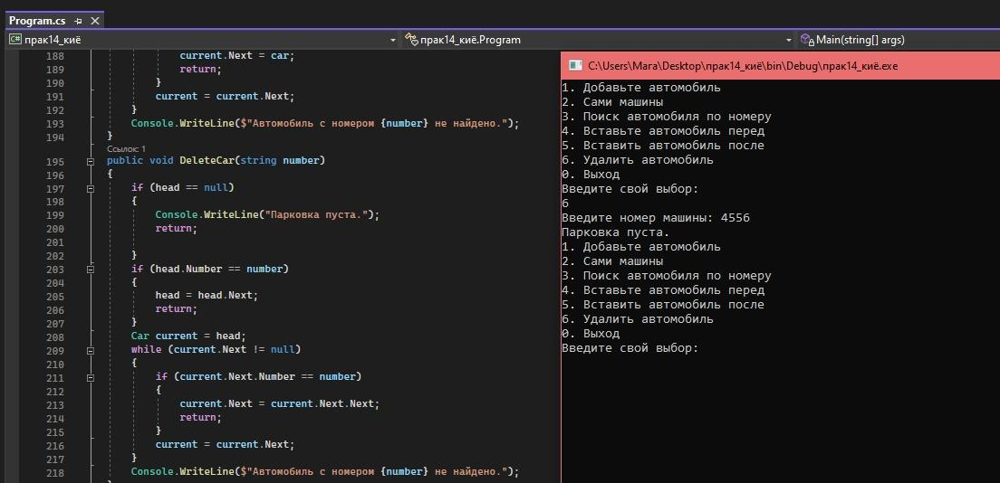 Program.cs
прак14_киё
прак14_киё.Program
Main(string[] args)
188 current.Next = car;
189 return;
190 }
191 current = current.Next;
192 }
193 Console.WriteLine($"Автомобиль с номером {number} не найдено.");
194 }
Ссылок: 1
195 public void DeleteCar(string number)
196 {
197 if (head == null)
198 {
199 Console.WriteLine("Парковка пуста.");
200 return;
201
202 }
203 if (head.Number == number)
204 {
205 head = head.Next;
206 return;
207 }
208 Car current = head;
209 while (current.Next != null)
210 {
211 if (current.Next.Number == number)
212 {
213 current.Next = current.Next.Next;
214 return;
215 }
216 current = current.Next;
217 }
218 Console.WriteLine($"Автомобиль с номером {number} не найдено.");
C:\Users\Mara\Desktop\прак14_киё\bin\Debug\прак14_киё.exe
1. Добавьте автомобиль
2. Сами машины
3. Поиск автомобиля по номеру
4. Вставьте автомобиль перед
5. Вставить автомобиль после
6. Удалить автомобиль
0. Выход
Введите свой выбор:
6
Введите номер машины: 4556
Парковка пуста.
1. Добавьте автомобиль
2. Сами машины
3. Поиск автомобиля по номеру
4. Вставьте автомобиль перед
5. Вставить автомобиль после
6. Удалить автомобиль
0. Выход
Введите свой выбор: